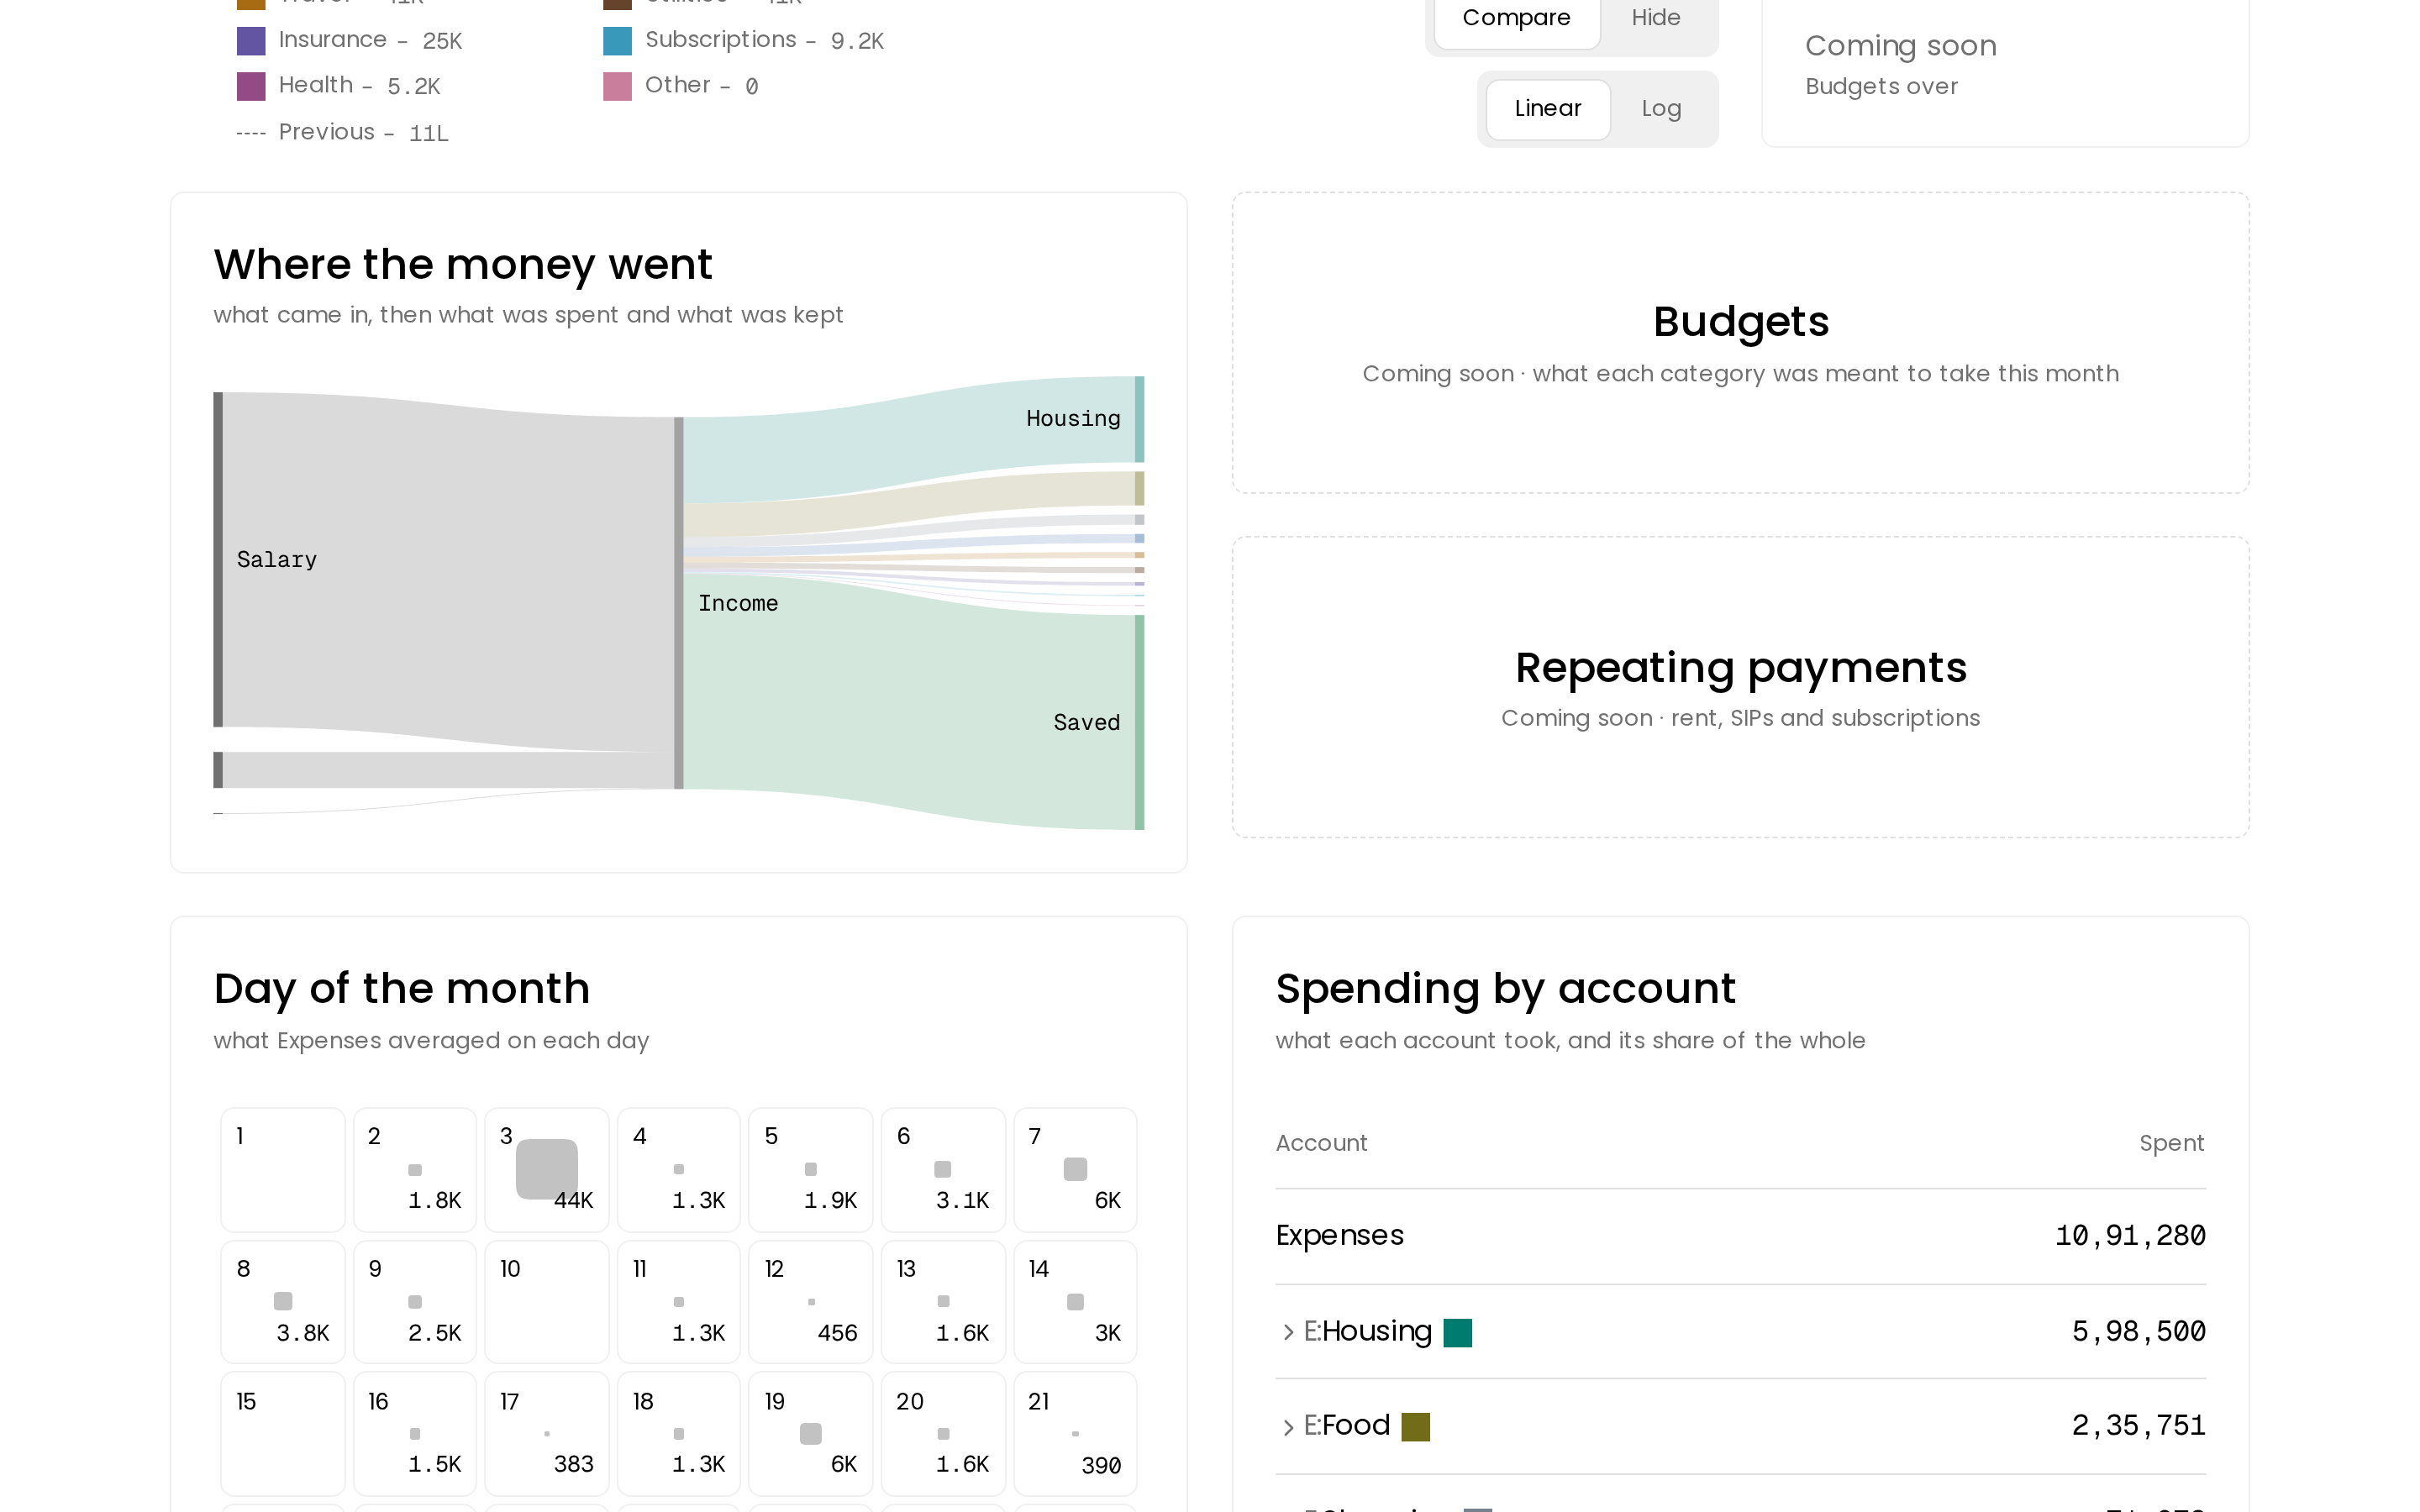 Insurance - 25K
Subscriptions - 9.2K
Health - 5.2K
Other - 0
Previous - 11L
Compare
Hide
Linear
Log
Coming soon
Budgets over
Where the money went
what came in, then what was spent and what was kept
Salary
Income
Housing
Saved
Budgets
Coming soon · what each category was meant to take this month
Repeating payments
Coming soon · rent, SIPs and subscriptions
Day of the month
what Expenses averaged on each day
1
2
1.8K
3
44K
4
1.3K
5
1.9K
6
3.1K
7
6K
8
3.8K
9
2.5K
10
11
1.3K
12
456
13
1.6K
14
3K
15
16
1.5K
17
383
18
1.3K
19
6K
20
1.6K
21
390
Spending by account
what each account took, and its share of the whole
Account Spent
Expenses 10,91,280
E:Housing 5,98,500
E:Food 2,35,751